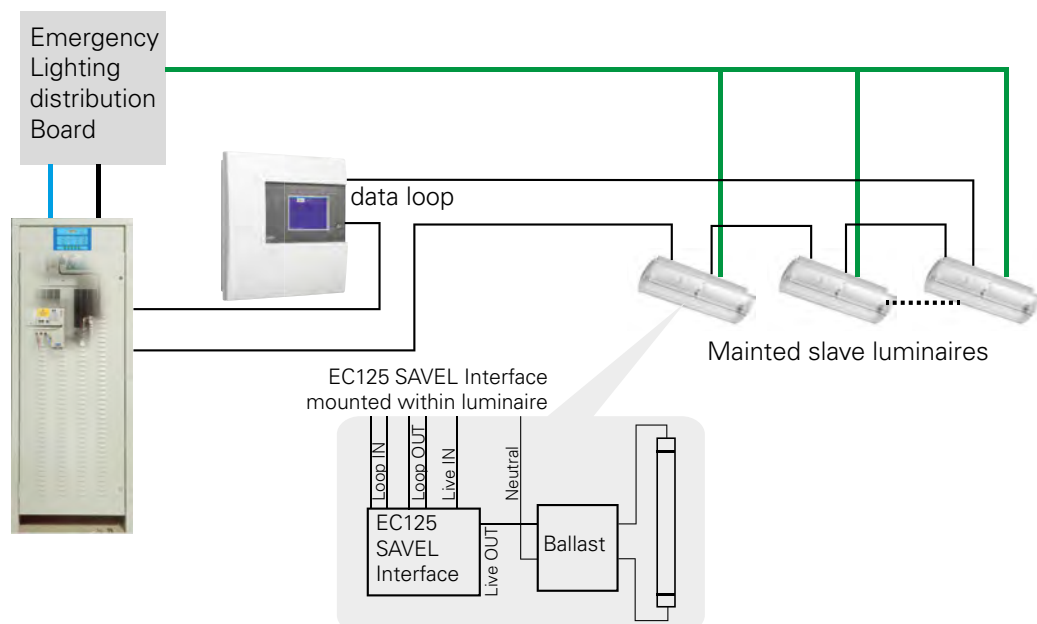 Emergency
Lighting
distribution
Board
data loop
Mainted slave luminaires
EC125 SAVEL Interface
mounted within luminaire
Loop IN
Loop OUT
Live IN
Neutral
EC125
SAVEL
Interface
Live OUT
Ballast